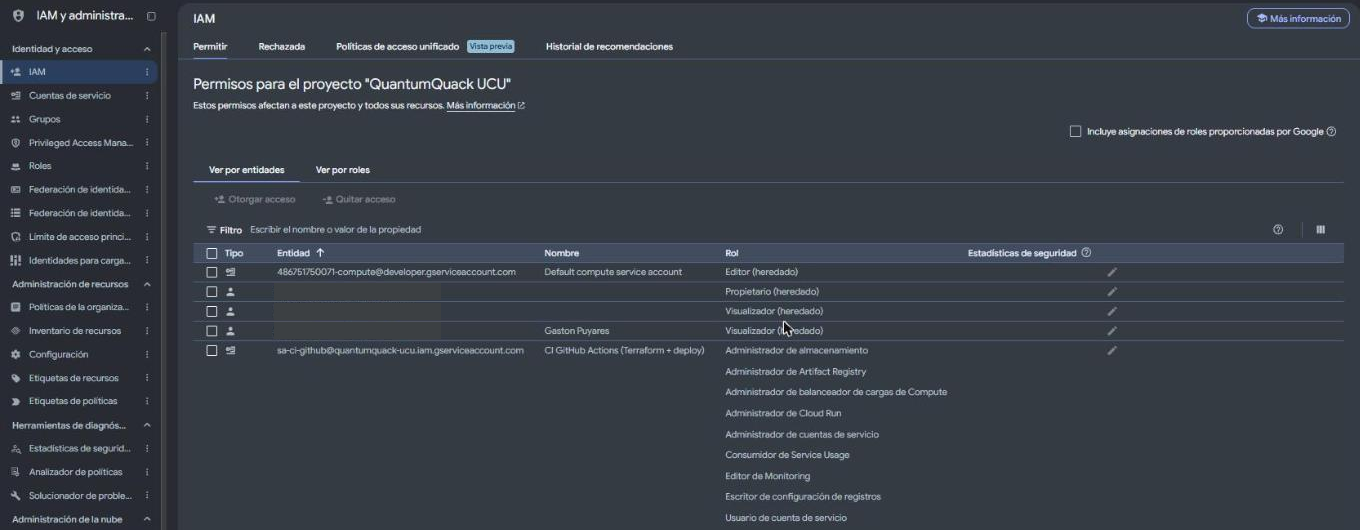 IAM y administra...
Identidad y acceso
IAM
Cuentas de servicio
Grupos
Privileged Access Mana...
Roles
Federación de identida...
Federación de identida...
Límite de acceso princi...
Identidades para carga...
Administración de recursos
Políticas de la organiza...
Inventario de recursos
Configuración
Etiquetas de recursos
Etiquetas de políticas
Herramientas de diagnós...
Estadísticas de segurid...
Analizador de políticas
Solucionador de proble...
Administración de la nube
IAM
Más información
Permitir Rechazada Políticas de acceso unificado Vista previa Historial de recomendaciones
Permisos para el proyecto "QuantumQuack UCU"
Estos permisos afectan a este proyecto y todos sus recursos. Más información
Incluye asignaciones de roles proporcionadas por Google
Ver por entidades Ver por roles
Otorgar acceso Quitar acceso
Filtro Escribir el nombre o valor de la propiedad
Tipo Entidad Nombre Rol Estadísticas de seguridad
486751750071-compute@developer.gserviceaccount.com Default compute service account Editor (heredado)
Propietario (heredado)
Visualizador (heredado)
Gaston Puyares Visualizador (heredado)
sa-ci-github@quantumquack-ucu.iam.gserviceaccount.com CI GitHub Actions (Terraform + deploy) Administrador de almacenamiento
Administrador de Artifact Registry
Administrador de balanceador de cargas de Compute
Administrador de Cloud Run
Administrador de cuentas de servicio
Consumidor de Service Usage
Editor de Monitoring
Escritor de configuración de registros
Usuario de cuenta de servicio